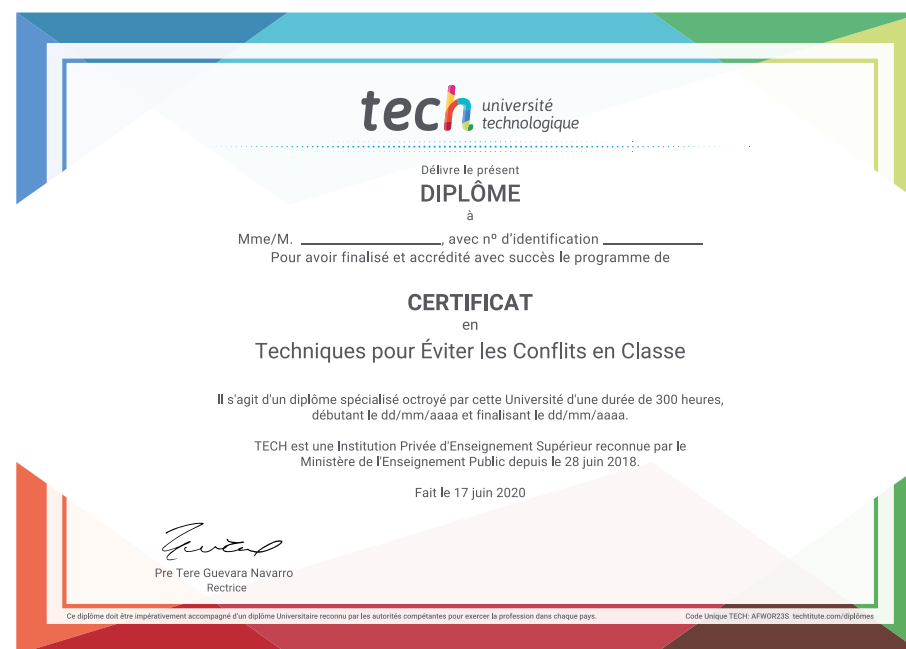 tech université
technologique
Délivre le présent
DIPLÔME
à
Mme/M. ____________________, avec nº d'identification ______________
Pour avoir finalisé et accrédité avec succès le programme de
CERTIFICAT
en
Techniques pour Éviter les Conflits en Classe
Il s'agit d'un diplôme spécialisé octroyé par cette Université d'une durée de 300 heures,
débutant le dd/mm/aaaa et finalisant le dd/mm/aaaa.
TECH est une Institution Privée d'Enseignement Supérieur reconnue par le
Ministère de l'Enseignement Public depuis le 28 juin 2018.
Fait le 17 juin 2020
Pre Tere Guevara Navarro
Rectrice
Ce diplôme doit être impérativement accompagné d'un diplôme Universitaire reconnu par les autorités compétantes pour exercer la profession dans chaque pays.
Code Unique TECH: AFWOR23S techtitute.com/diplômes